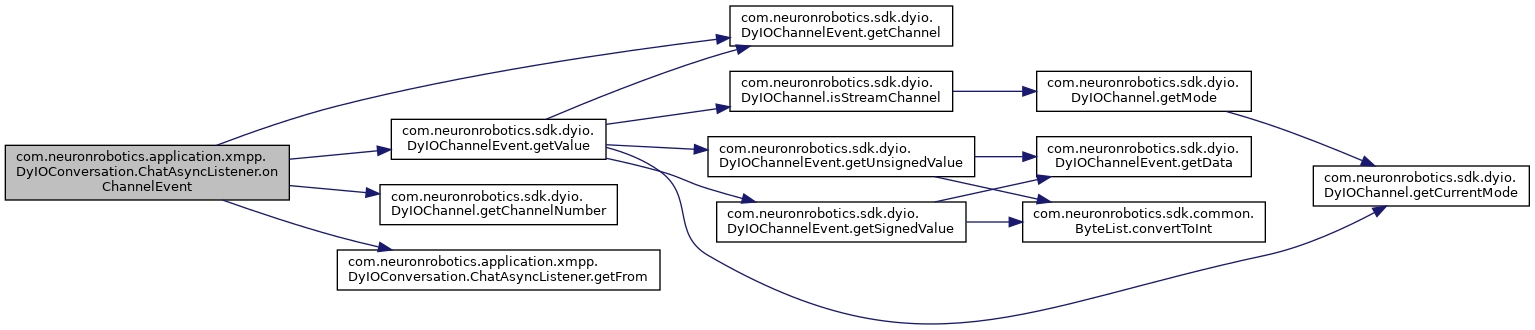 com.neuronrobotics.application.xmpp.
DyIOConversation.ChatAsyncListener.on
ChannelEvent
com.neuronrobotics.sdk.dyio.
DyIOChannelEvent.getValue
com.neuronrobotics.sdk.dyio.
DyIOChannel.getChannelNumber
com.neuronrobotics.application.xmpp.
DyIOConversation.ChatAsyncListener.getFrom
com.neuronrobotics.sdk.dyio.
DyIOChannelEvent.getChannel
com.neuronrobotics.sdk.dyio.
DyIOChannel.isStreamChannel
com.neuronrobotics.sdk.dyio.
DyIOChannelEvent.getUnsignedValue
com.neuronrobotics.sdk.dyio.
DyIOChannelEvent.getSignedValue
com.neuronrobotics.sdk.dyio.
DyIOChannel.getMode
com.neuronrobotics.sdk.dyio.
DyIOChannelEvent.getData
com.neuronrobotics.sdk.common.
ByteList.convertToInt
com.neuronrobotics.sdk.dyio.
DyIOChannel.getCurrentMode